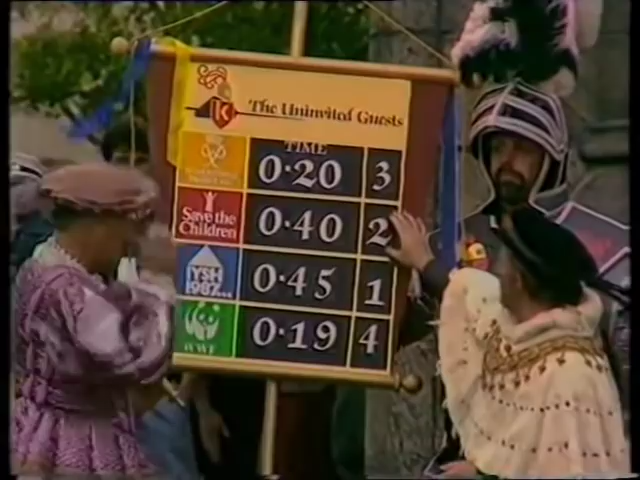 K The Uninvited Guests
TIME
0·20 3
Save the Children 0·40 2
IYSH 1987 0·45 1
WWF 0·19 4